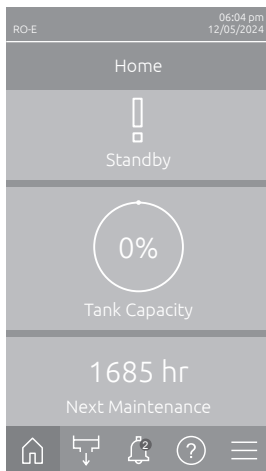 06:04 pm
RO-E 12/05/2024
Home
Standby
0%
Tank Capacity
1685 hr
Next Maintenance
2
?